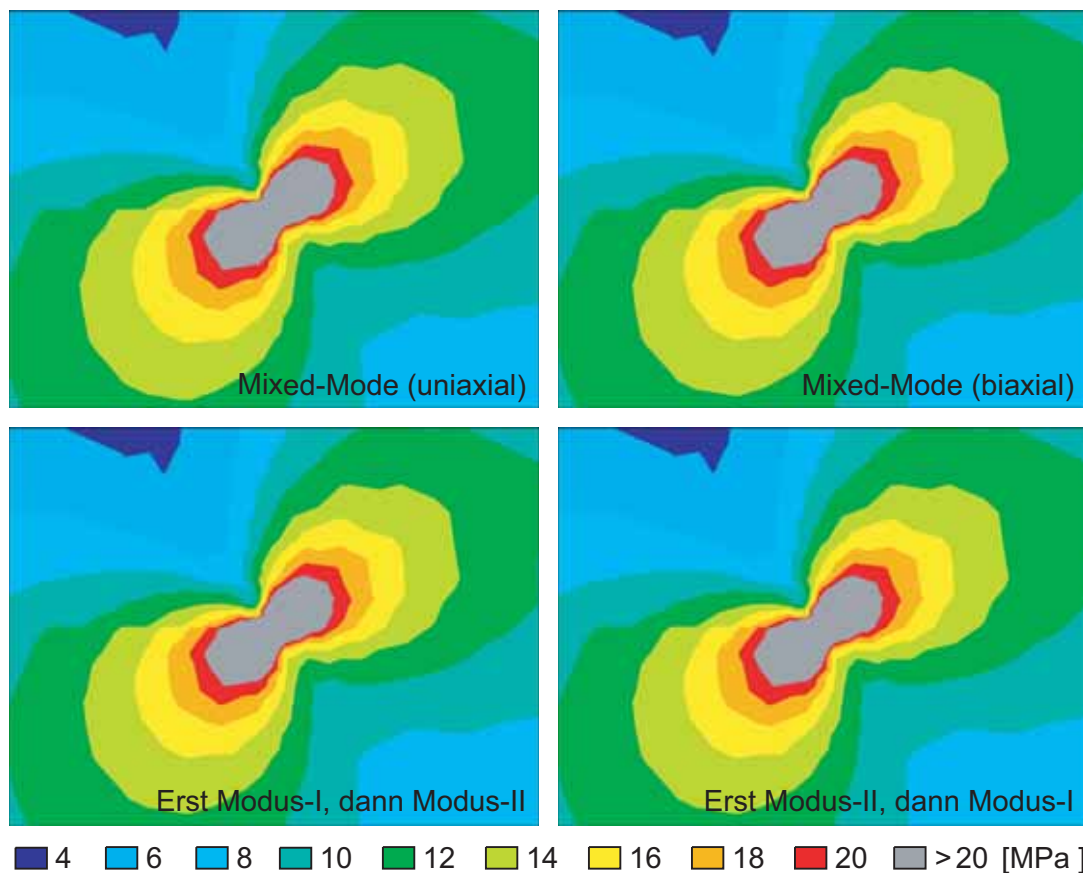 Mixed-Mode (uniaxial)
Mixed-Mode (biaxial)
Erst Modus-I, dann Modus-II
Erst Modus-II, dann Modus-I
4 6 8 10 12 14 16 18 20 >20 [MPa ]